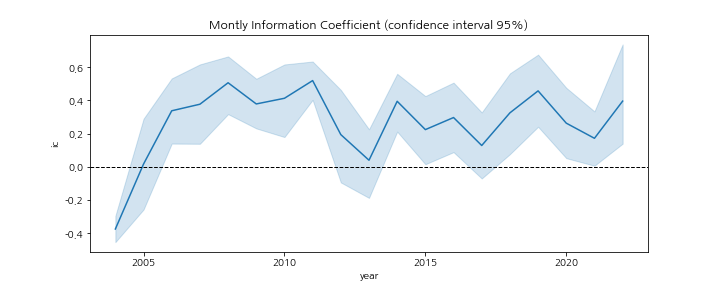 Montly Information Coefficient (confidence interval 95%)
0.6
0.4
0.2
0.0
-0.2
-0.4
ic
2005 2010 2015 2020
year